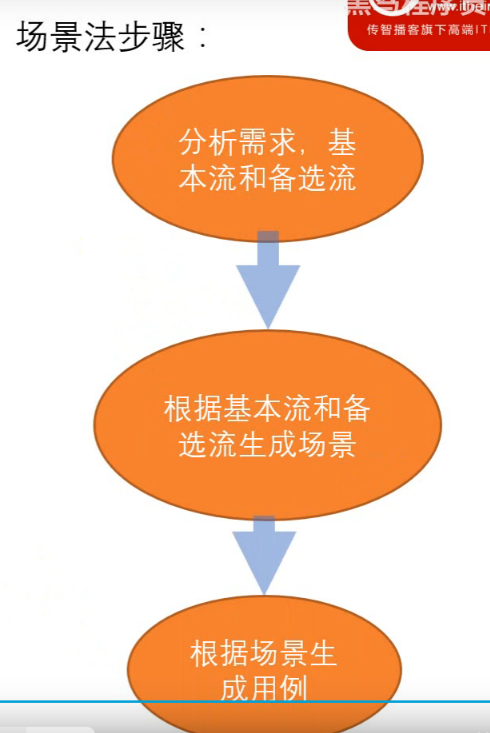 场景法步骤：
传智播客旗下高端IT
分析需求，基
本流和备选流
根据基本流和备
选流生成场景
根据场景生
成用例